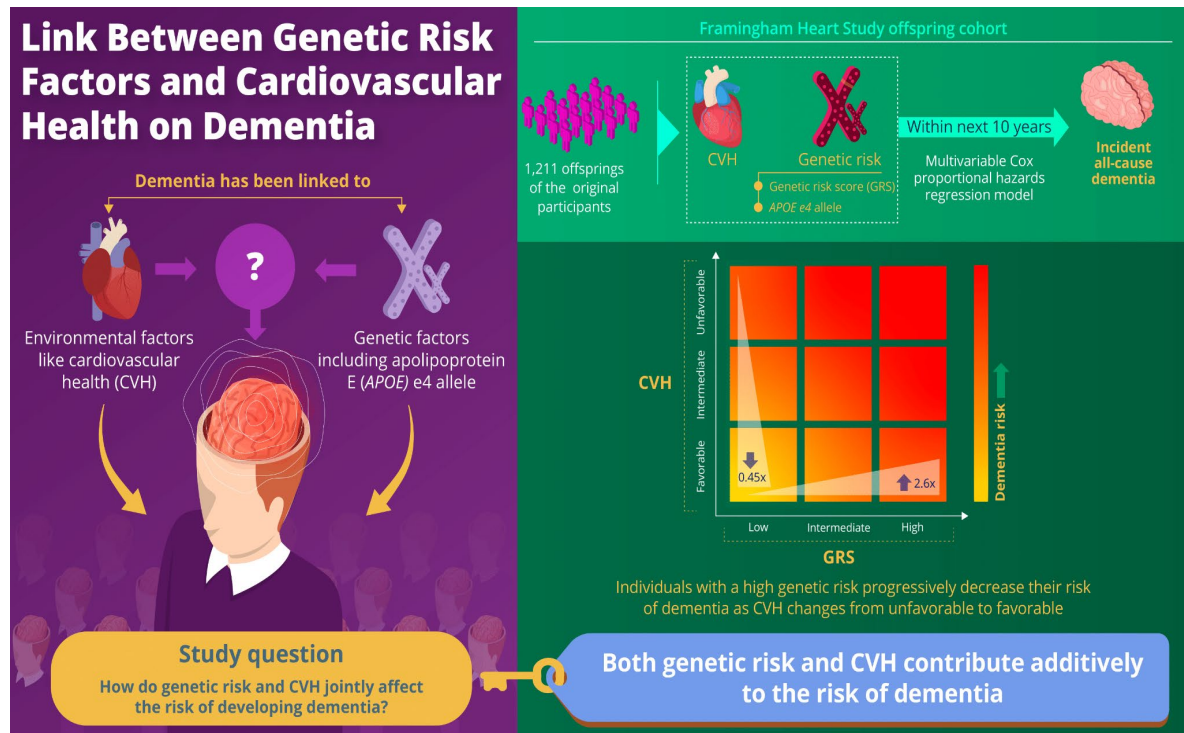 Link Between Genetic Risk
Factors and Cardiovascular
Health on Dementia
Dementia has been linked to
?
Environmental factors
like cardiovascular
health (CVH)
Genetic factors
including apolipoprotein
E (APOE) e4 allele
Study question
How do genetic risk and CVH jointly affect
the risk of developing dementia?
Framingham Heart Study offspring cohort
1,211 offsprings
of the original
participants
CVH
Genetic risk
Genetic risk score (GRS)
APOE e4 allele
Within next 10 years
Multivariable Cox
proportional hazards
regression model
Incident
all-cause
dementia
CVH
Unfavorable
Intermediate
Favorable
0.45x
2.6x
Low
Intermediate
High
GRS
Dementia risk
Individuals with a high genetic risk progressively decrease their risk
of dementia as CVH changes from unfavorable to favorable
Both genetic risk and CVH contribute additively
to the risk of dementia